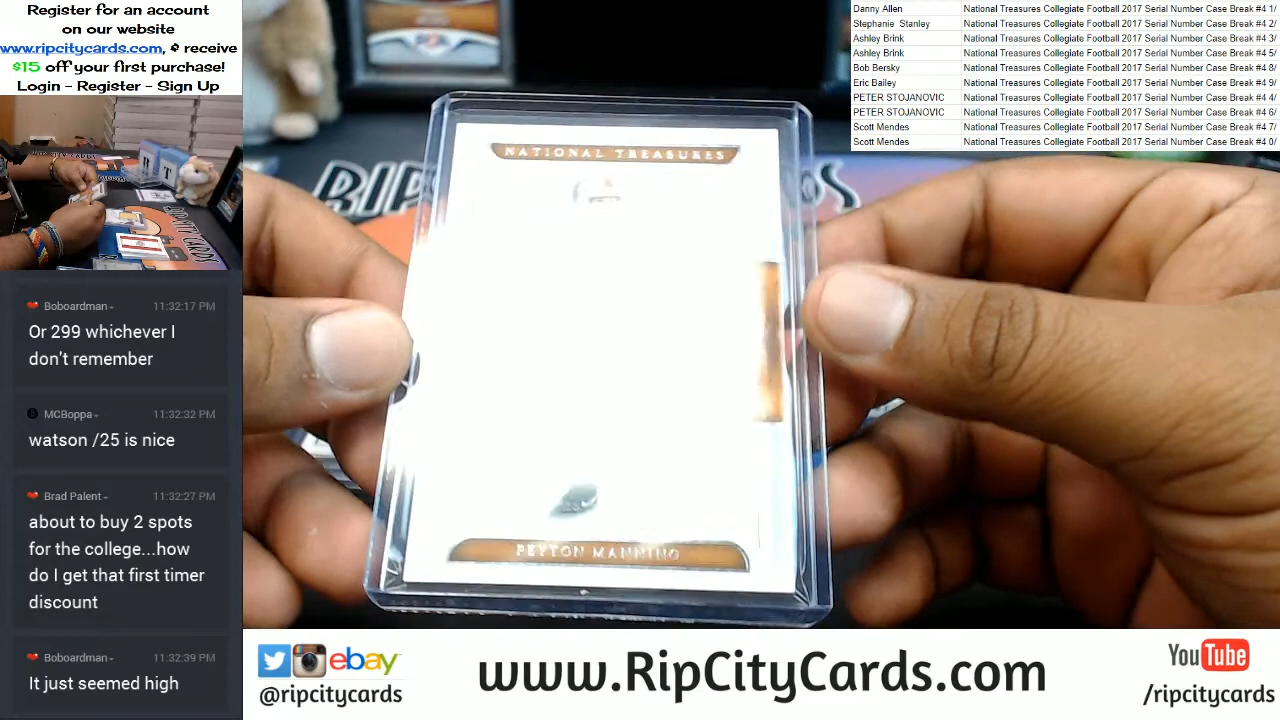 Register for an account
on our website
www.ripcitycards.com, & receive
$15 off your first purchase!
Login - Register - Sign Up
Boboardman 11:32:17 PM
Or 299 whichever I
don't remember
MCBoppa 11:32:32 PM
watson /25 is nice
Brad Palent 11:32:27 PM
about to buy 2 spots
for the college...how
do I get that first timer
discount
Boboardman 11:32:39 PM
It just seemed high
Danny Allen National Treasures Collegiate Football 2017 Serial Number Case Break #4 1/
Stephanie Stanley National Treasures Collegiate Football 2017 Serial Number Case Break #4 2/
Ashley Brink National Treasures Collegiate Football 2017 Serial Number Case Break #4 3/
Ashley Brink National Treasures Collegiate Football 2017 Serial Number Case Break #4 5/
Bob Bersky National Treasures Collegiate Football 2017 Serial Number Case Break #4 8/
Eric Bailey National Treasures Collegiate Football 2017 Serial Number Case Break #4 9/
PETER STOJANOVIC National Treasures Collegiate Football 2017 Serial Number Case Break #4 4/
PETER STOJANOVIC National Treasures Collegiate Football 2017 Serial Number Case Break #4 6/
Scott Mendes National Treasures Collegiate Football 2017 Serial Number Case Break #4 7/
Scott Mendes National Treasures Collegiate Football 2017 Serial Number Case Break #4 0/
NATIONAL TREASURES
RIP
DS
PEYTON MANNING
ebay
@ripcitycards
www.RipCityCards.com
YouTube
/ripcitycards